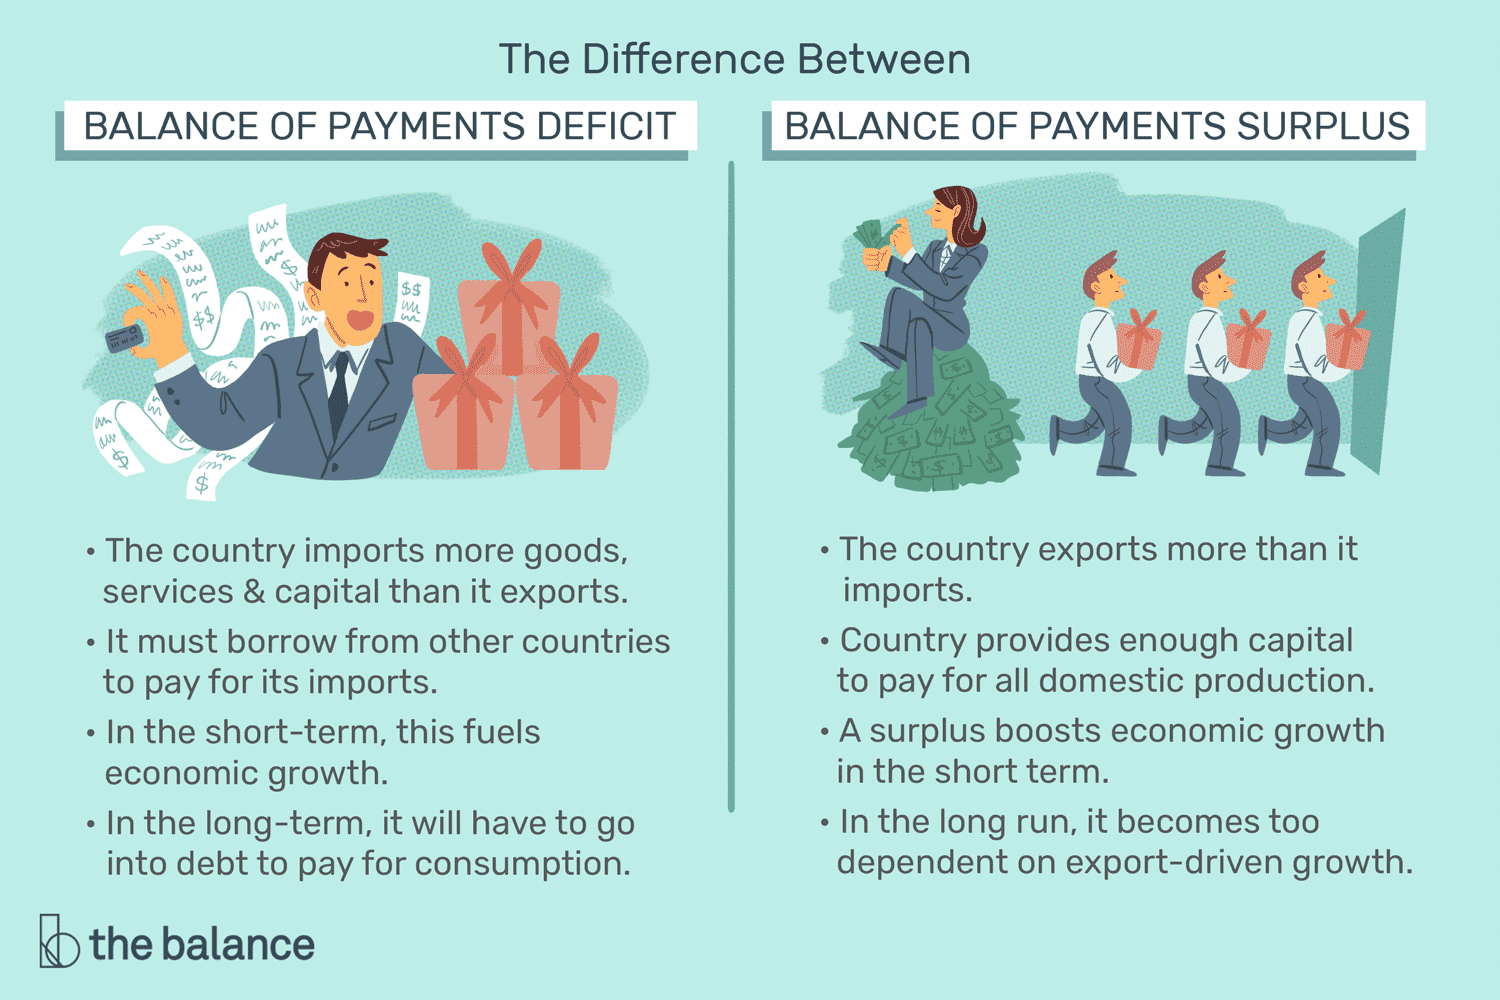 The Difference Between
BALANCE OF PAYMENTS DEFICIT
$
$$
$$
$
$
• The country imports more goods,
services & capital than it exports.
• It must borrow from other countries
to pay for its imports.
• In the short-term, this fuels
economic growth.
• In the long-term, it will have to go
into debt to pay for consumption.
BALANCE OF PAYMENTS SURPLUS
• The country exports more than it
imports.
• Country provides enough capital
to pay for all domestic production.
• A surplus boosts economic growth
in the short term.
• In the long run, it becomes too
dependent on export-driven growth.
the balance